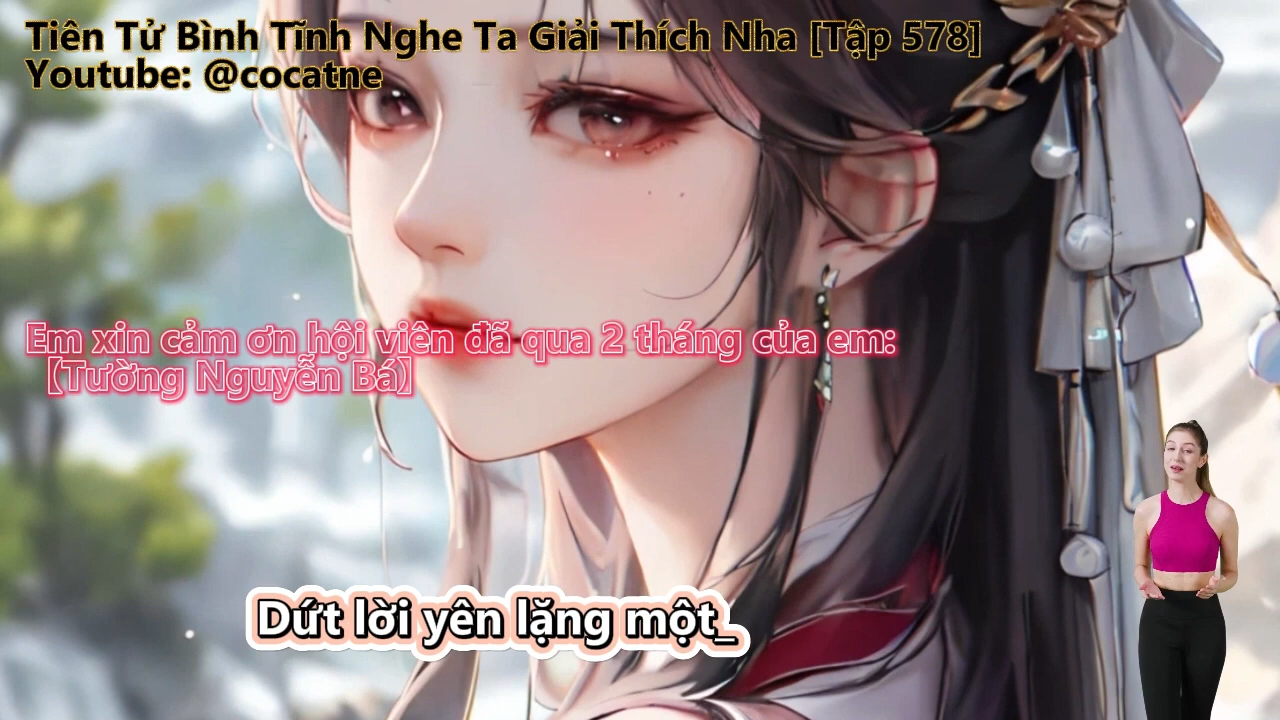 Tiên Tử Bình Tĩnh Nghe Ta Giải Thích Nha [Tập 578]
Youtube: @cocatne
Em xin cảm ơn hội viên đã qua 2 tháng của em:
【Tường Nguyễn Bá】
Dứt lời yên lặng một_